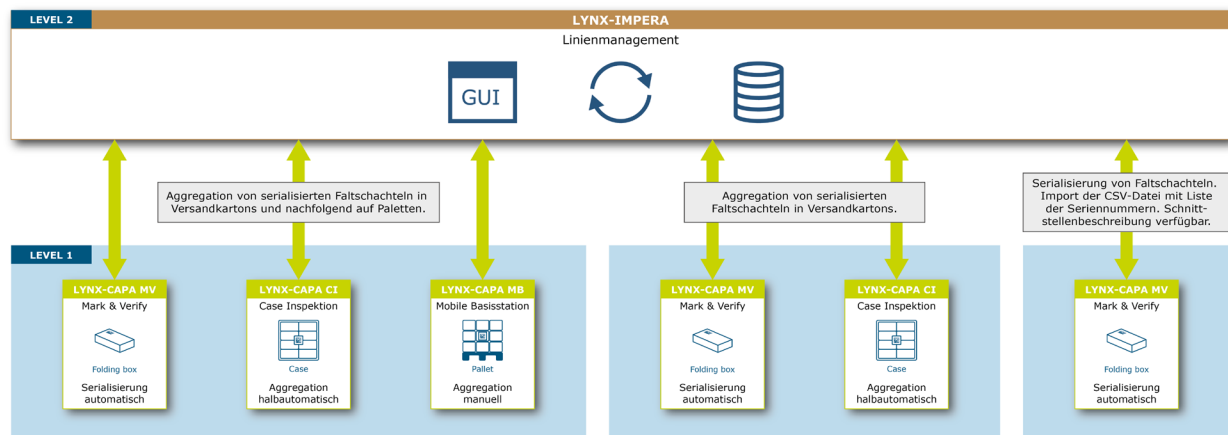 LEVEL 2
LYNX-IMPERA
Linienmanagement
GUI
Aggregation von serialisierten Faltschachteln in
Versandkartons und nachfolgend auf Paletten.
Aggregation von serialisierten
Faltschachteln in Versandkartons.
Serialisierung von Faltschachteln.
Import der CSV-Datei mit Liste
der Seriennummern. Schnitt-
stellenbeschreibung verfügbar.
LEVEL 1
LYNX-CAPA MV
Mark & Verify
Folding box
Serialisierung
automatisch
LYNX-CAPA CI
Case Inspektion
Case
Aggregation
halbautomatisch
LYNX-CAPA MB
Mobile Basisstation
Pallet
Aggregation
manuell
LYNX-CAPA MV
Mark & Verify
Folding box
Serialisierung
automatisch
LYNX-CAPA CI
Case Inspektion
Case
Aggregation
halbautomatisch
LYNX-CAPA MV
Mark & Verify
Folding box
Serialisierung
automatisch